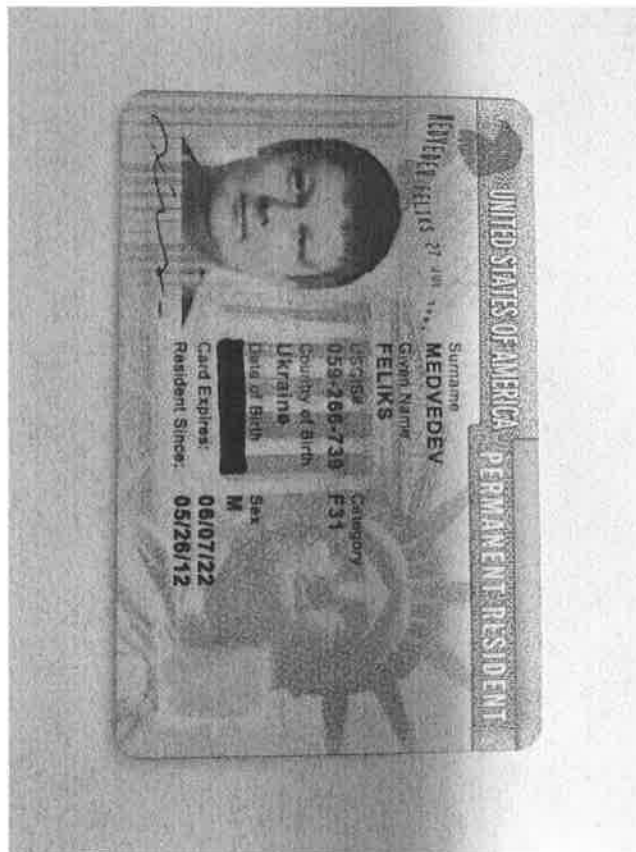 UNITED STATES OF AMERICA PERMANENT RESIDENT
MEDVEDEV FELIKS 27
Surname
MEDVEDEV
Given Name
FELIKS
USCIS# Category
059-266-739 F31
Country of Birth
Ukraine
Date of Birth Sex
M
Card Expires: 06/07/22
Resident Since: 05/26/12